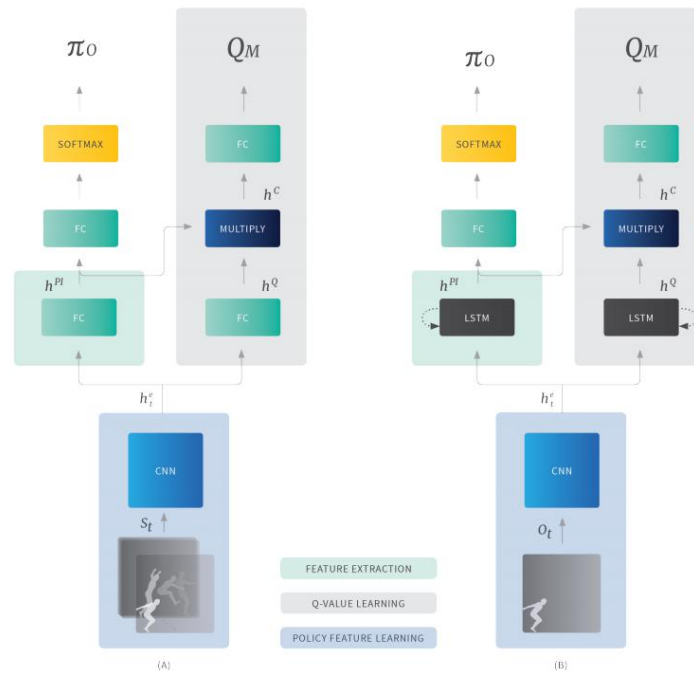 π_O
SOFTMAX
FC
h^{PI}
FC
Q_M
FC
h^C
MULTIPLY
h^Q
FC
h_t^e
CNN
S_t
(A)
π_O
SOFTMAX
FC
h^{PI}
LSTM
Q_M
FC
h^C
MULTIPLY
h^Q
LSTM
h_t^e
CNN
O_t
(B)
FEATURE EXTRACTION
Q-VALUE LEARNING
POLICY FEATURE LEARNING